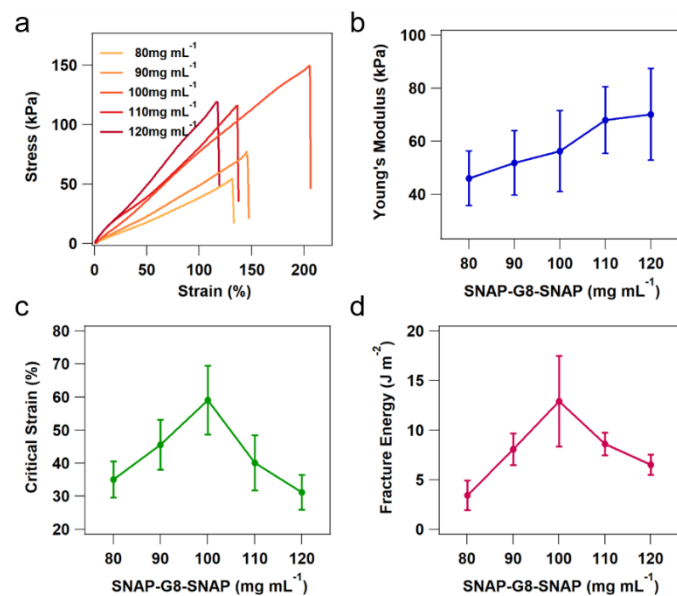 a
150
100
50
0
Stress (kPa)
80mg mL-1
90mg mL-1
100mg mL-1
110mg mL-1
120mg mL-1
0 50 100 150 200
Strain (%)
b
100
80
60
40
Young's Modulus (kPa)
80 90 100 110 120
SNAP-G8-SNAP (mg mL-1)
c
80
70
60
50
40
30
20
Critical Strain (%)
80 90 100 110 120
SNAP-G8-SNAP (mg mL-1)
d
20
15
10
5
0
Fracture Energy (J m-2)
80 90 100 110 120
SNAP-G8-SNAP (mg mL-1)